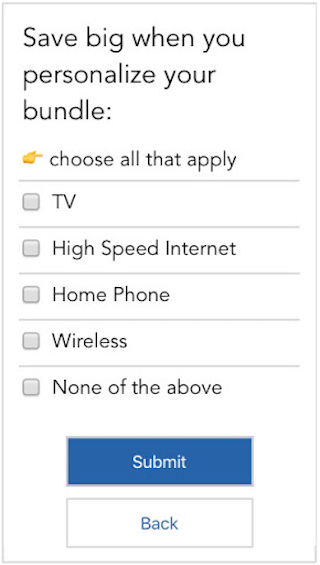 Save big when you
personalize your
bundle:
👉 choose all that apply
TV
High Speed Internet
Home Phone
Wireless
None of the above
Submit
Back